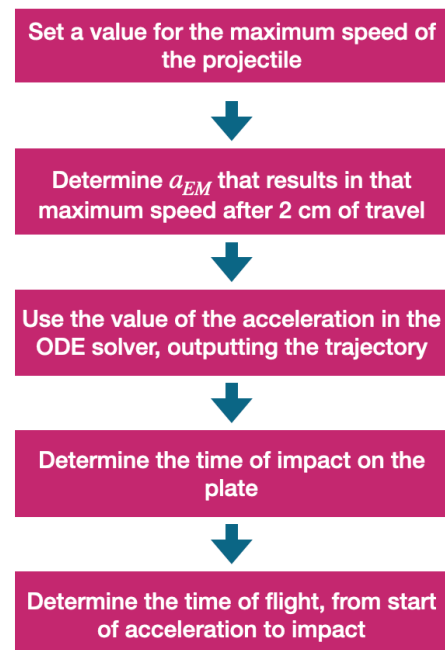 Set a value for the maximum speed of
the projectile
Determine a_{EM} that results in that
maximum speed after 2 cm of travel
Use the value of the acceleration in the
ODE solver, outputting the trajectory
Determine the time of impact on the
plate
Determine the time of flight, from start
of acceleration to impact